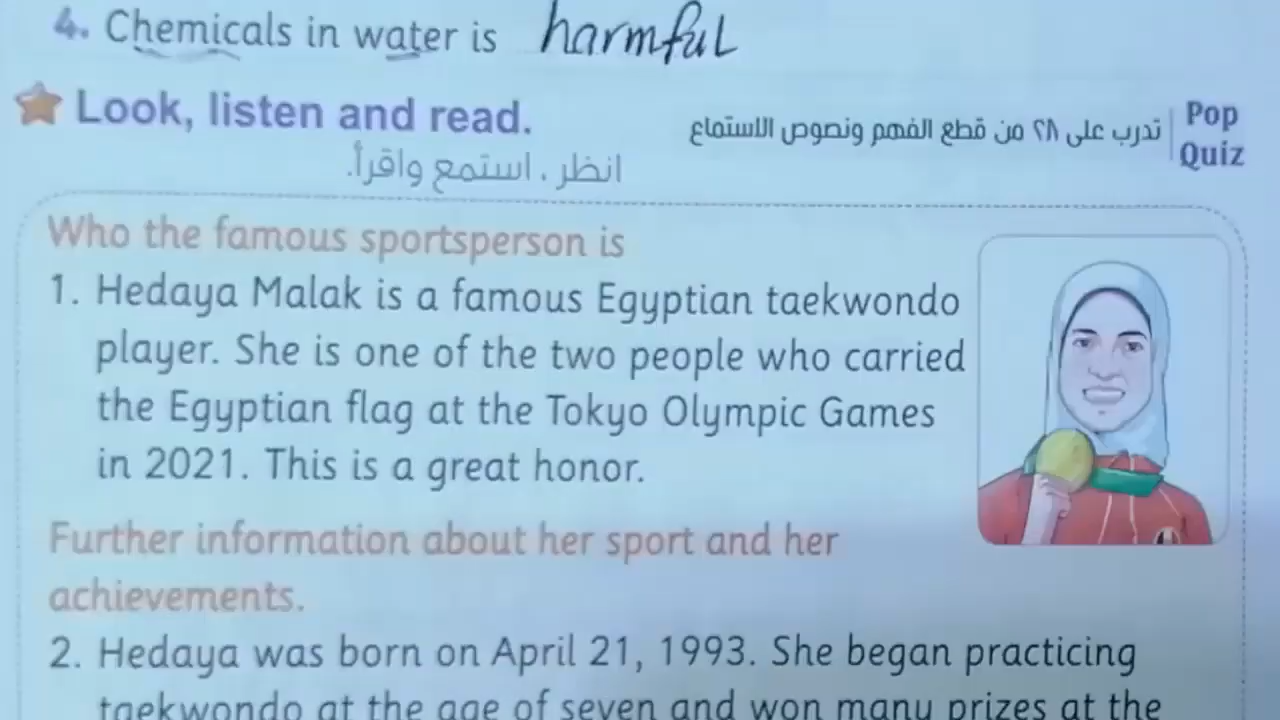 4. Chemicals in water is harmful
Look, listen and read.
تدرب على ٢٨ من قطع الفهم ونصوص الاستماع
Pop
Quiz
انظر، استمع واقرأ.
Who the famous sportsperson is
1. Hedaya Malak is a famous Egyptian taekwondo
player. She is one of the two people who carried
the Egyptian flag at the Tokyo Olympic Games
in 2021. This is a great honor.
Further information about her sport and her
achievements.
2. Hedaya was born on April 21, 1993. She began practicing
taekwondo at the age of seven and won many prizes at the